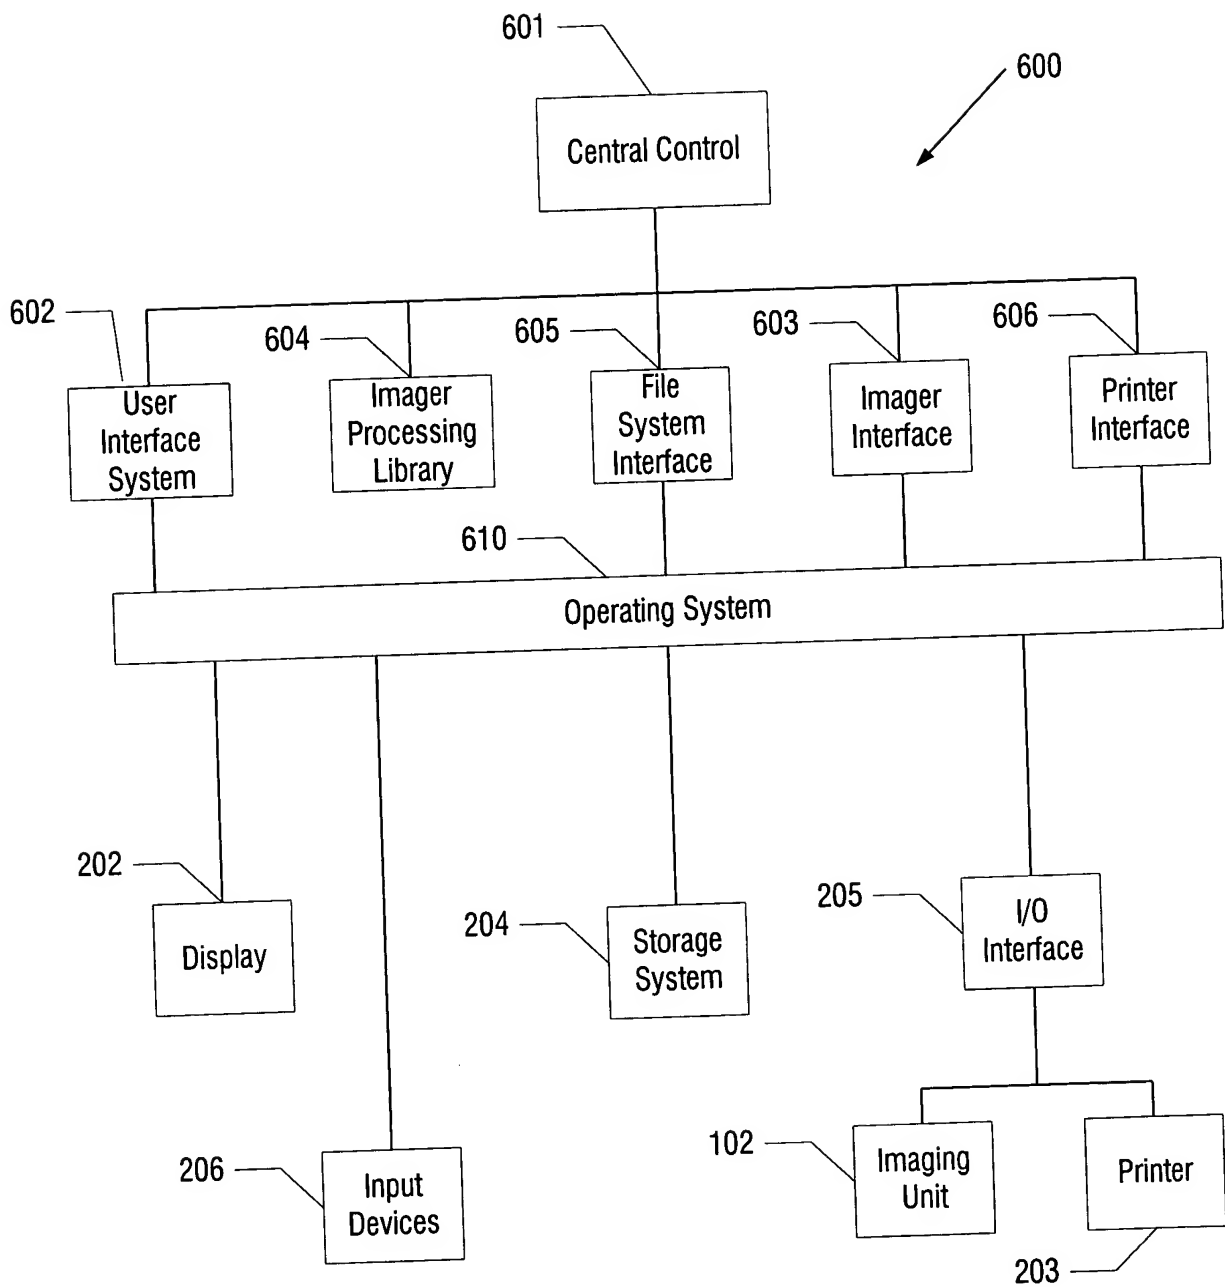 601
600
Central Control
602
604
605
603
606
User
Interface
System
Imager
Processing
Library
File
System
Interface
Imager
Interface
Printer
Interface
610
Operating System
202
Display
204
Storage
System
205
I/O
Interface
206
Input
Devices
102
Imaging
Unit
Printer
203